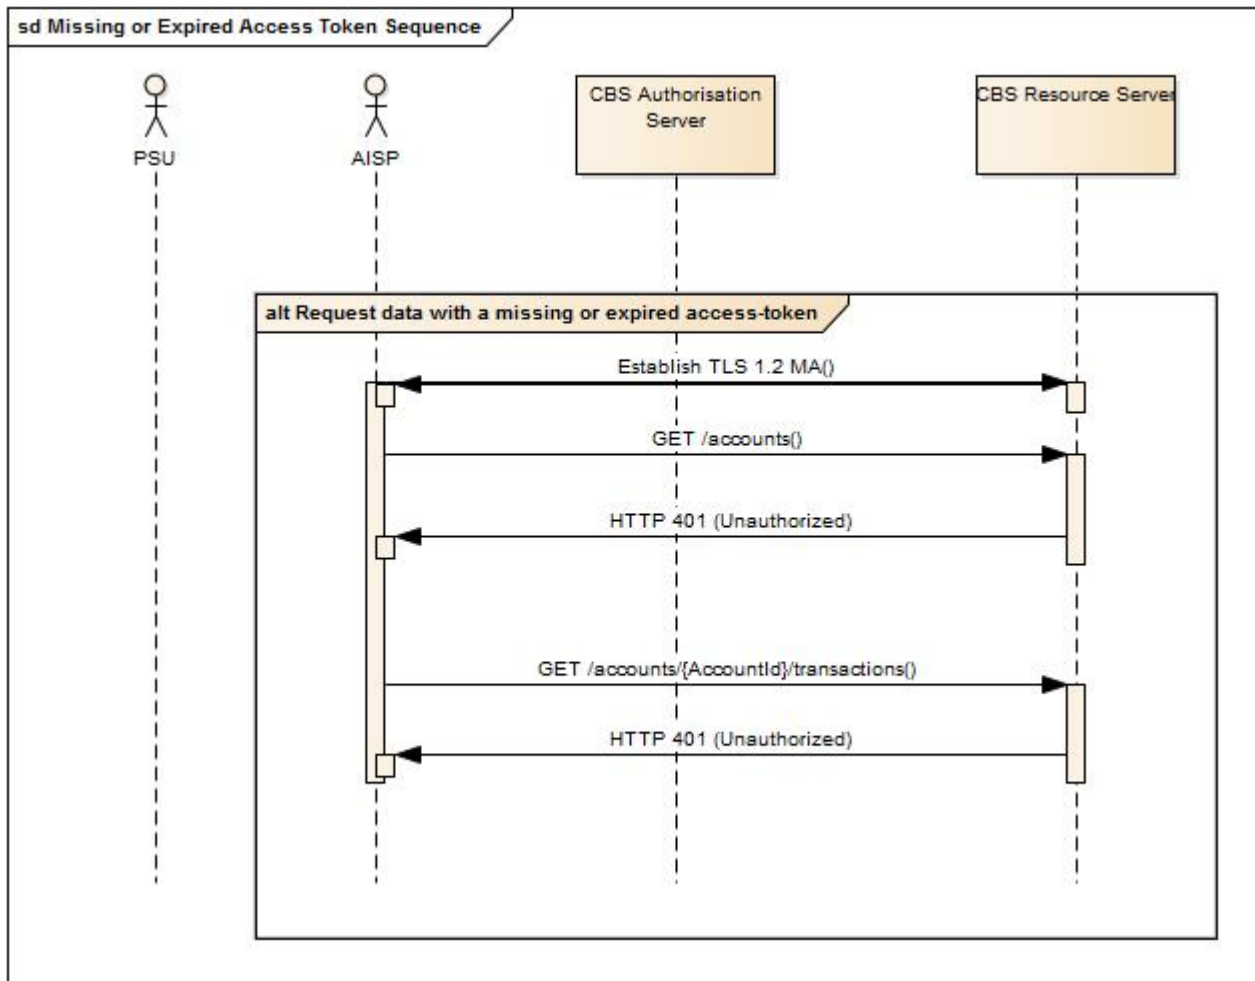 sd Missing or Expired Access Token Sequence
PSU
AISP
CBS Authorisation
Server
CBS Resource Server
alt Request data with a missing or expired access-token
Establish TLS 1.2 MA()
GET /accounts()
HTTP 401 (Unauthorized)
GET /accounts/{AccountId}/transactions()
HTTP 401 (Unauthorized)